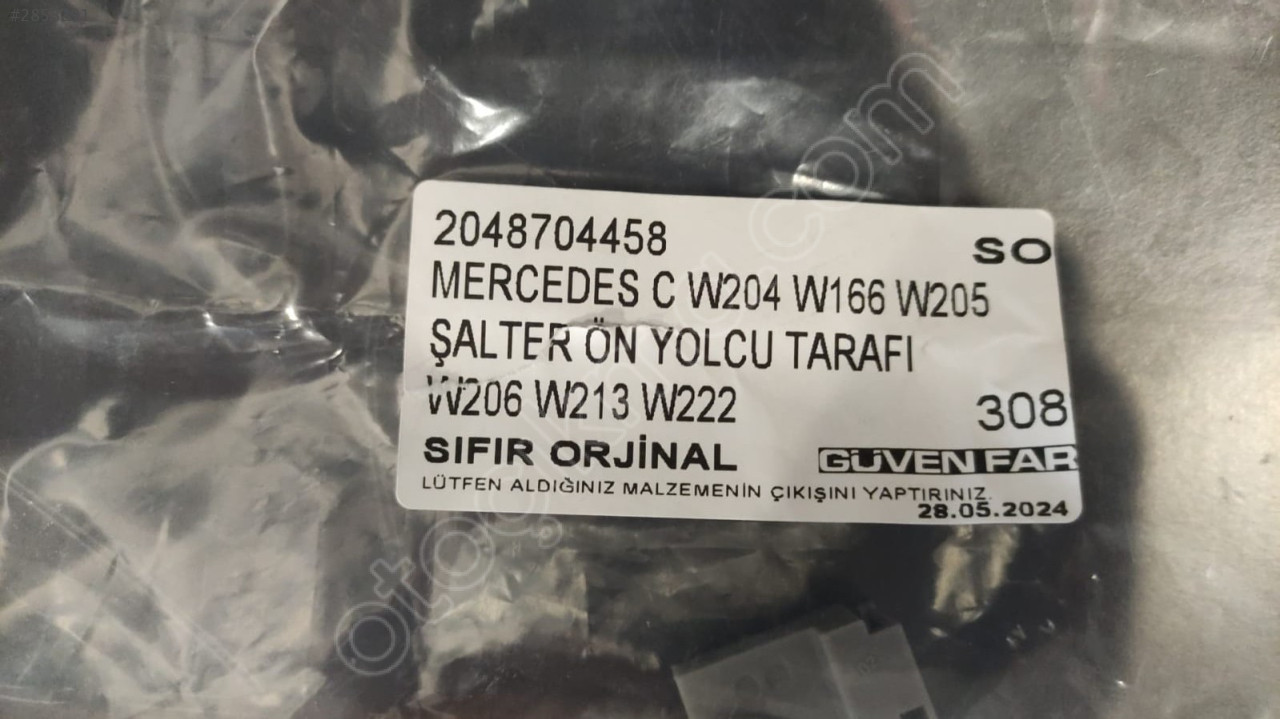 2048704458
SO
MERCEDES C W204 W166 W205
ŞALTER ÖN YOLCU TARAFI
W206 W213 W222
308
SIFIR ORJİNAL
GÜVEN FAR
LÜTFEN ALDIĞINIZ MALZEMENİN ÇIKIŞINI YAPTIRINIZ.
28.05.2024